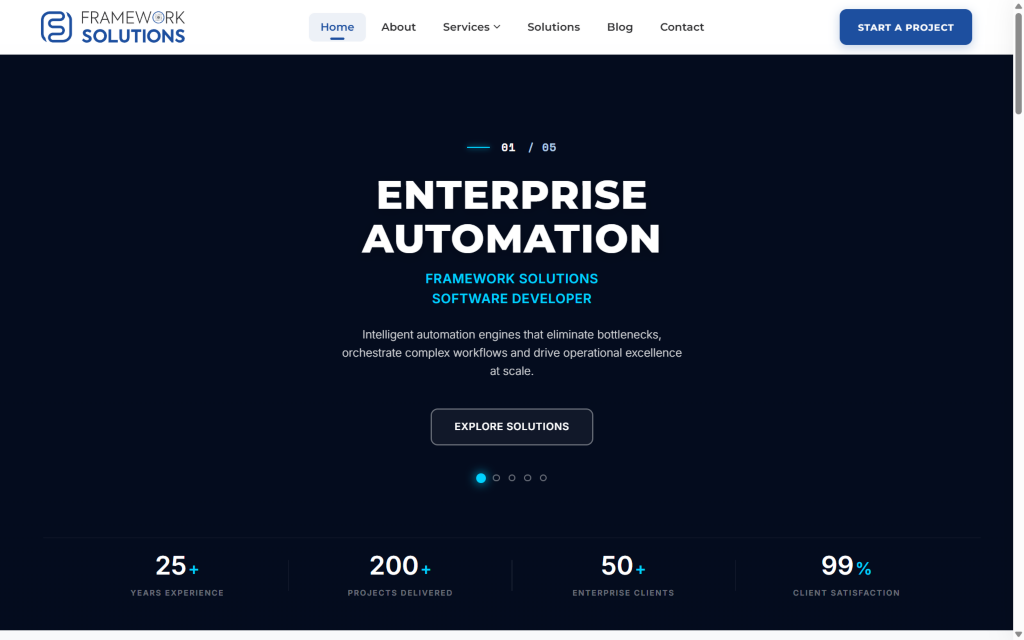 FRAMEWORK
SOLUTIONS
Home
About
Services
Solutions
Blog
Contact
START A PROJECT
01 / 05
ENTERPRISE
AUTOMATION
FRAMEWORK SOLUTIONS
SOFTWARE DEVELOPER
Intelligent automation engines that eliminate bottlenecks,
orchestrate complex workflows and drive operational excellence
at scale.
EXPLORE SOLUTIONS
25+
YEARS EXPERIENCE
200+
PROJECTS DELIVERED
50+
ENTERPRISE CLIENTS
99%
CLIENT SATISFACTION